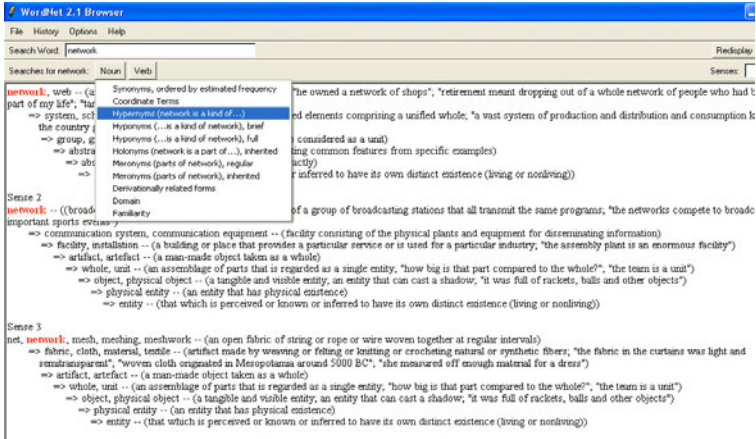 WordNet 2.1 Browser
File History Options Help
Search Word: network
Redisplay
Searches for network: Noun Verb
Senses:
Synonyms, ordered by estimated frequency
Coordinate Terms
Hypernyms (network is a kind of...)
Hyponyms (...is a kind of network), brief
Hyponyms (...is a kind of network), full
Holonyms (network is a part of...), inherited
Meronyms (parts of network), regular
Meronyms (parts of network), inherited
Derivationally related forms
Domain
Familiarity
network, web -- (a "he owned a network of shops"; "retirement meant dropping out of a whole network of people who had b
part of my life";
=> system, ed elements comprising a unified whole; "a vast system of production and distribution and consumption k
the country
=> group, considered as a unit)
=> abstra ting common features from specific examples)
=> abs actly)
=> or inferred to have its own distinct existence (living or nonliving))
Sense 2
network -- ((broadc of a group of broadcasting stations that all transmit the same programs; "the networks compete to broadc
important sports events")
=> communication system, communication equipment -- (facility consisting of the physical plants and equipment for disseminating information)
=> facility, installation -- (a building or place that provides a particular service or is used for a particular industry; "the assembly plant is an enormous facility")
=> artifact, artefact -- (a man-made object taken as a whole)
=> whole, unit -- (an assemblage of parts that is regarded as a single entity; "how big is that part compared to the whole?"; "the team is a unit")
=> object, physical object -- (a tangible and visible entity; an entity that can cast a shadow; "it was full of rackets, balls and other objects")
=> physical entity -- (an entity that has physical existence)
=> entity -- (that which is perceived or known or inferred to have its own distinct existence (living or nonliving))
Sense 3
net, network, mesh, meshing, meshwork -- (an open fabric of string or rope or wire woven together at regular intervals)
=> fabric, cloth, material, textile -- (artifact made by weaving or felting or knitting or crocheting natural or synthetic fibers; "the fabric in the curtains was light and
semitransparent"; "woven cloth originated in Mesopotamia around 5000 BC"; "she measured off enough material for a dress")
=> artifact, artefact -- (a man-made object taken as a whole)
=> whole, unit -- (an assemblage of parts that is regarded as a single entity; "how big is that part compared to the whole?"; "the team is a unit")
=> object, physical object -- (a tangible and visible entity; an entity that can cast a shadow; "it was full of rackets, balls and other objects")
=> physical entity -- (an entity that has physical existence)
=> entity -- (that which is perceived or known or inferred to have its own distinct existence (living or nonliving))